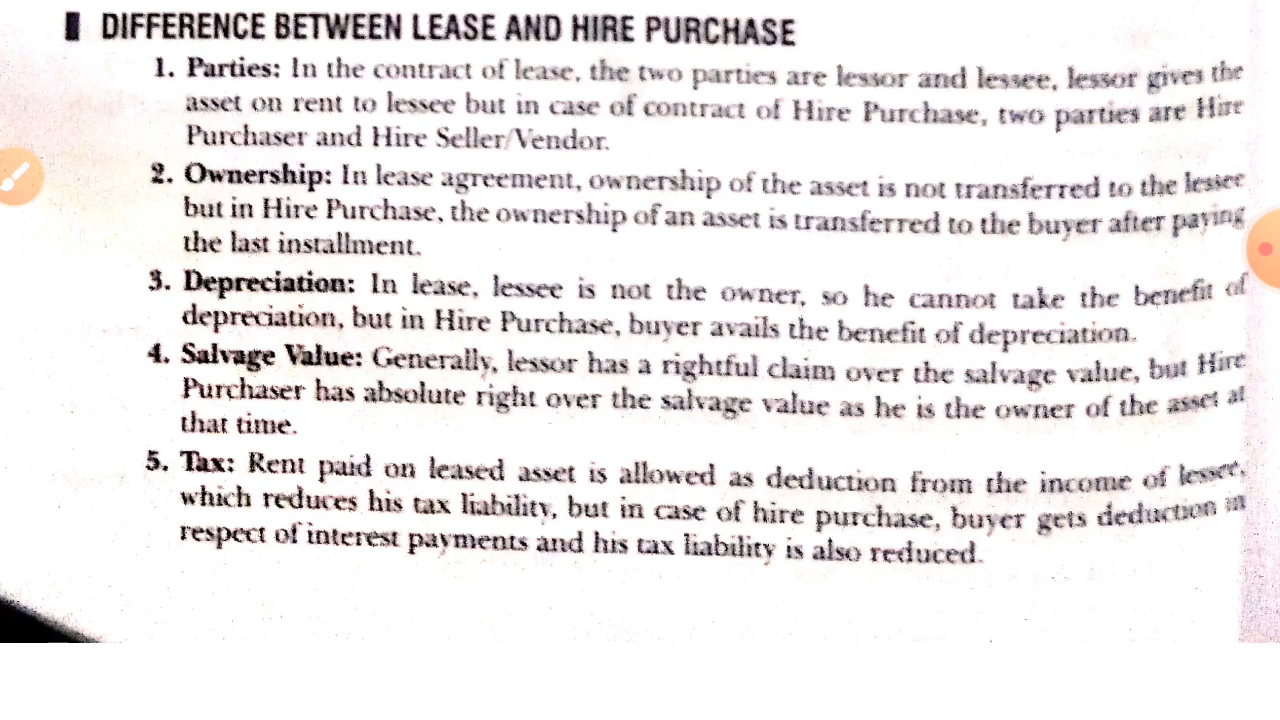 DIFFERENCE BETWEEN LEASE AND HIRE PURCHASE
1. Parties: In the contract of lease, the two parties are lessor and lessee, lessor gives the
asset on rent to lessee but in case of contract of Hire Purchase, two parties are Hire
Purchaser and Hire Seller/Vendor.
2. Ownership: In lease agreement, ownership of the asset is not transferred to the lessee
but in Hire Purchase, the ownership of an asset is transferred to the buyer after paying
the last installment.
3. Depreciation: In lease, lessee is not the owner, so he cannot take the benefit of
depreciation, but in Hire Purchase, buyer avails the benefit of depreciation.
4. Salvage Value: Generally, lessor has a rightful claim over the salvage value, but Hire
Purchaser has absolute right over the salvage value as he is the owner of the asset at
that time.
5. Tax: Rent paid on leased asset is allowed as deduction from the income of lessee,
which reduces his tax liability, but in case of hire purchase, buyer gets deduction in
respect of interest payments and his tax liability is also reduced.